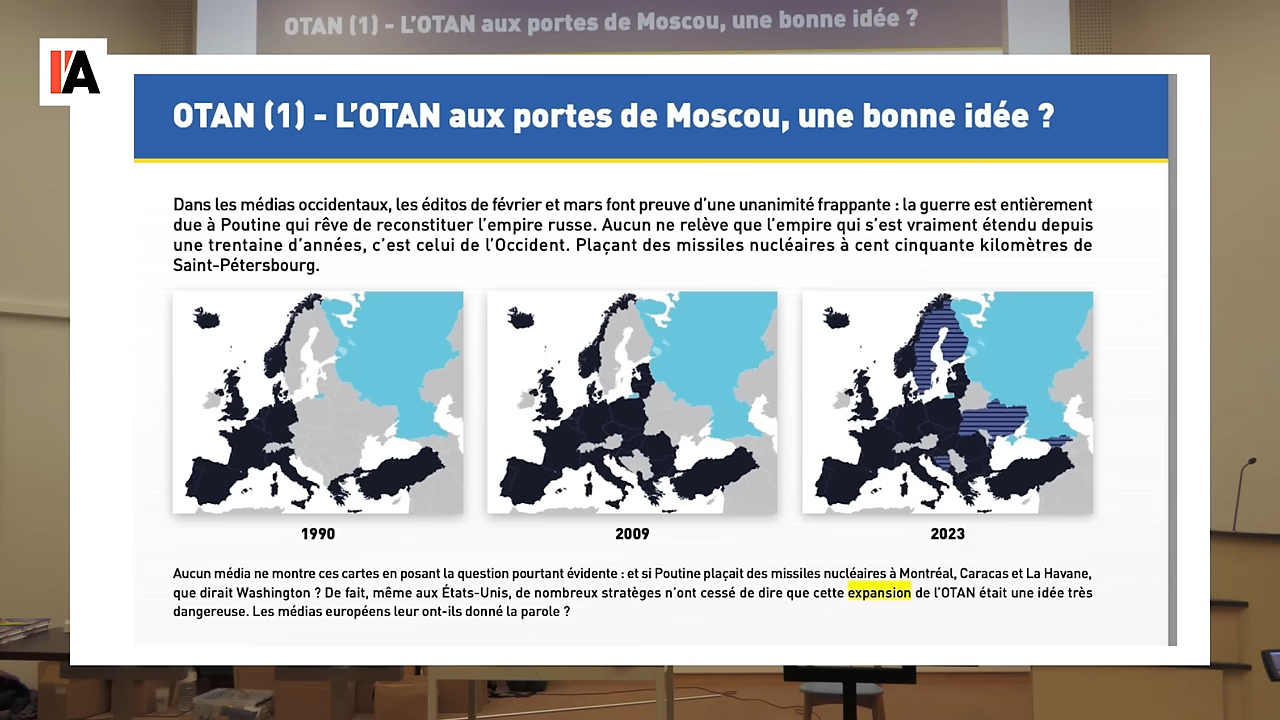 OTAN (1) - L'OTAN aux portes de Moscou, une bonne idée ?
IA
OTAN (1) - L'OTAN aux portes de Moscou, une bonne idée ?
Dans les médias occidentaux, les éditos de février et mars font preuve d'une unanimité frappante : la guerre est entièrement
due à Poutine qui rêve de reconstituer l'empire russe. Aucun ne relève que l'empire qui s'est vraiment étendu depuis
une trentaine d'années, c'est celui de l'Occident. Plaçant des missiles nucléaires à cent cinquante kilomètres de
Saint-Pétersbourg.
1990
2009
2023
Aucun média ne montre ces cartes en posant la question pourtant évidente : et si Poutine plaçait des missiles nucléaires à Montréal, Caracas et La Havane,
que dirait Washington ? De fait, même aux États-Unis, de nombreux stratèges n'ont cessé de dire que cette expansion de l'OTAN était une idée très
dangereuse. Les médias européens leur ont-ils donné la parole ?